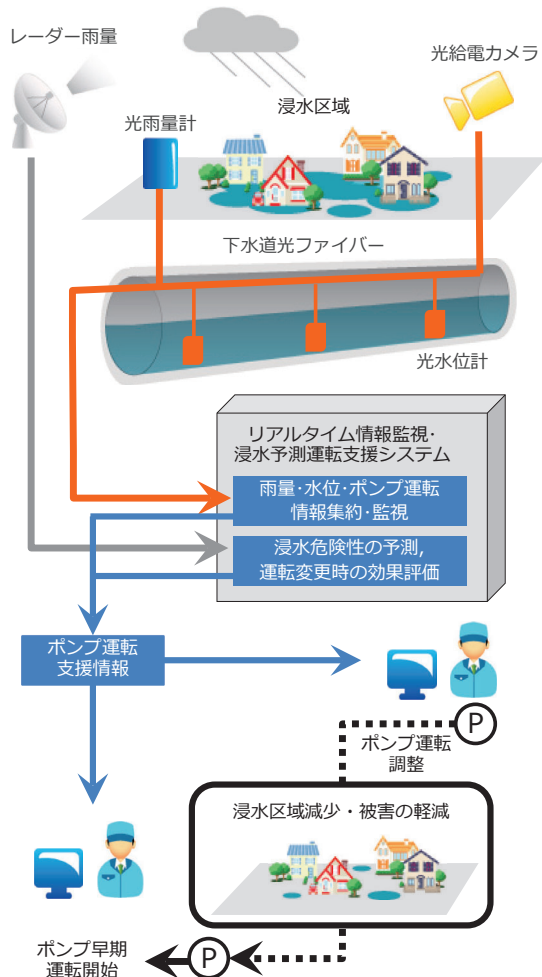 レーダー雨量
光給電カメラ
浸水区域
光雨量計
下水道光ファイバー
光水位計
リアルタイム情報監視・
浸水予測運転支援システム
雨量・水位・ポンプ運転
情報集約・監視
浸水危険性の予測,
運転変更時の効果評価
ポンプ運転
支援情報
P
ポンプ運転
調整
浸水区域減少・被害の軽減
ポンプ早期
運転開始
P